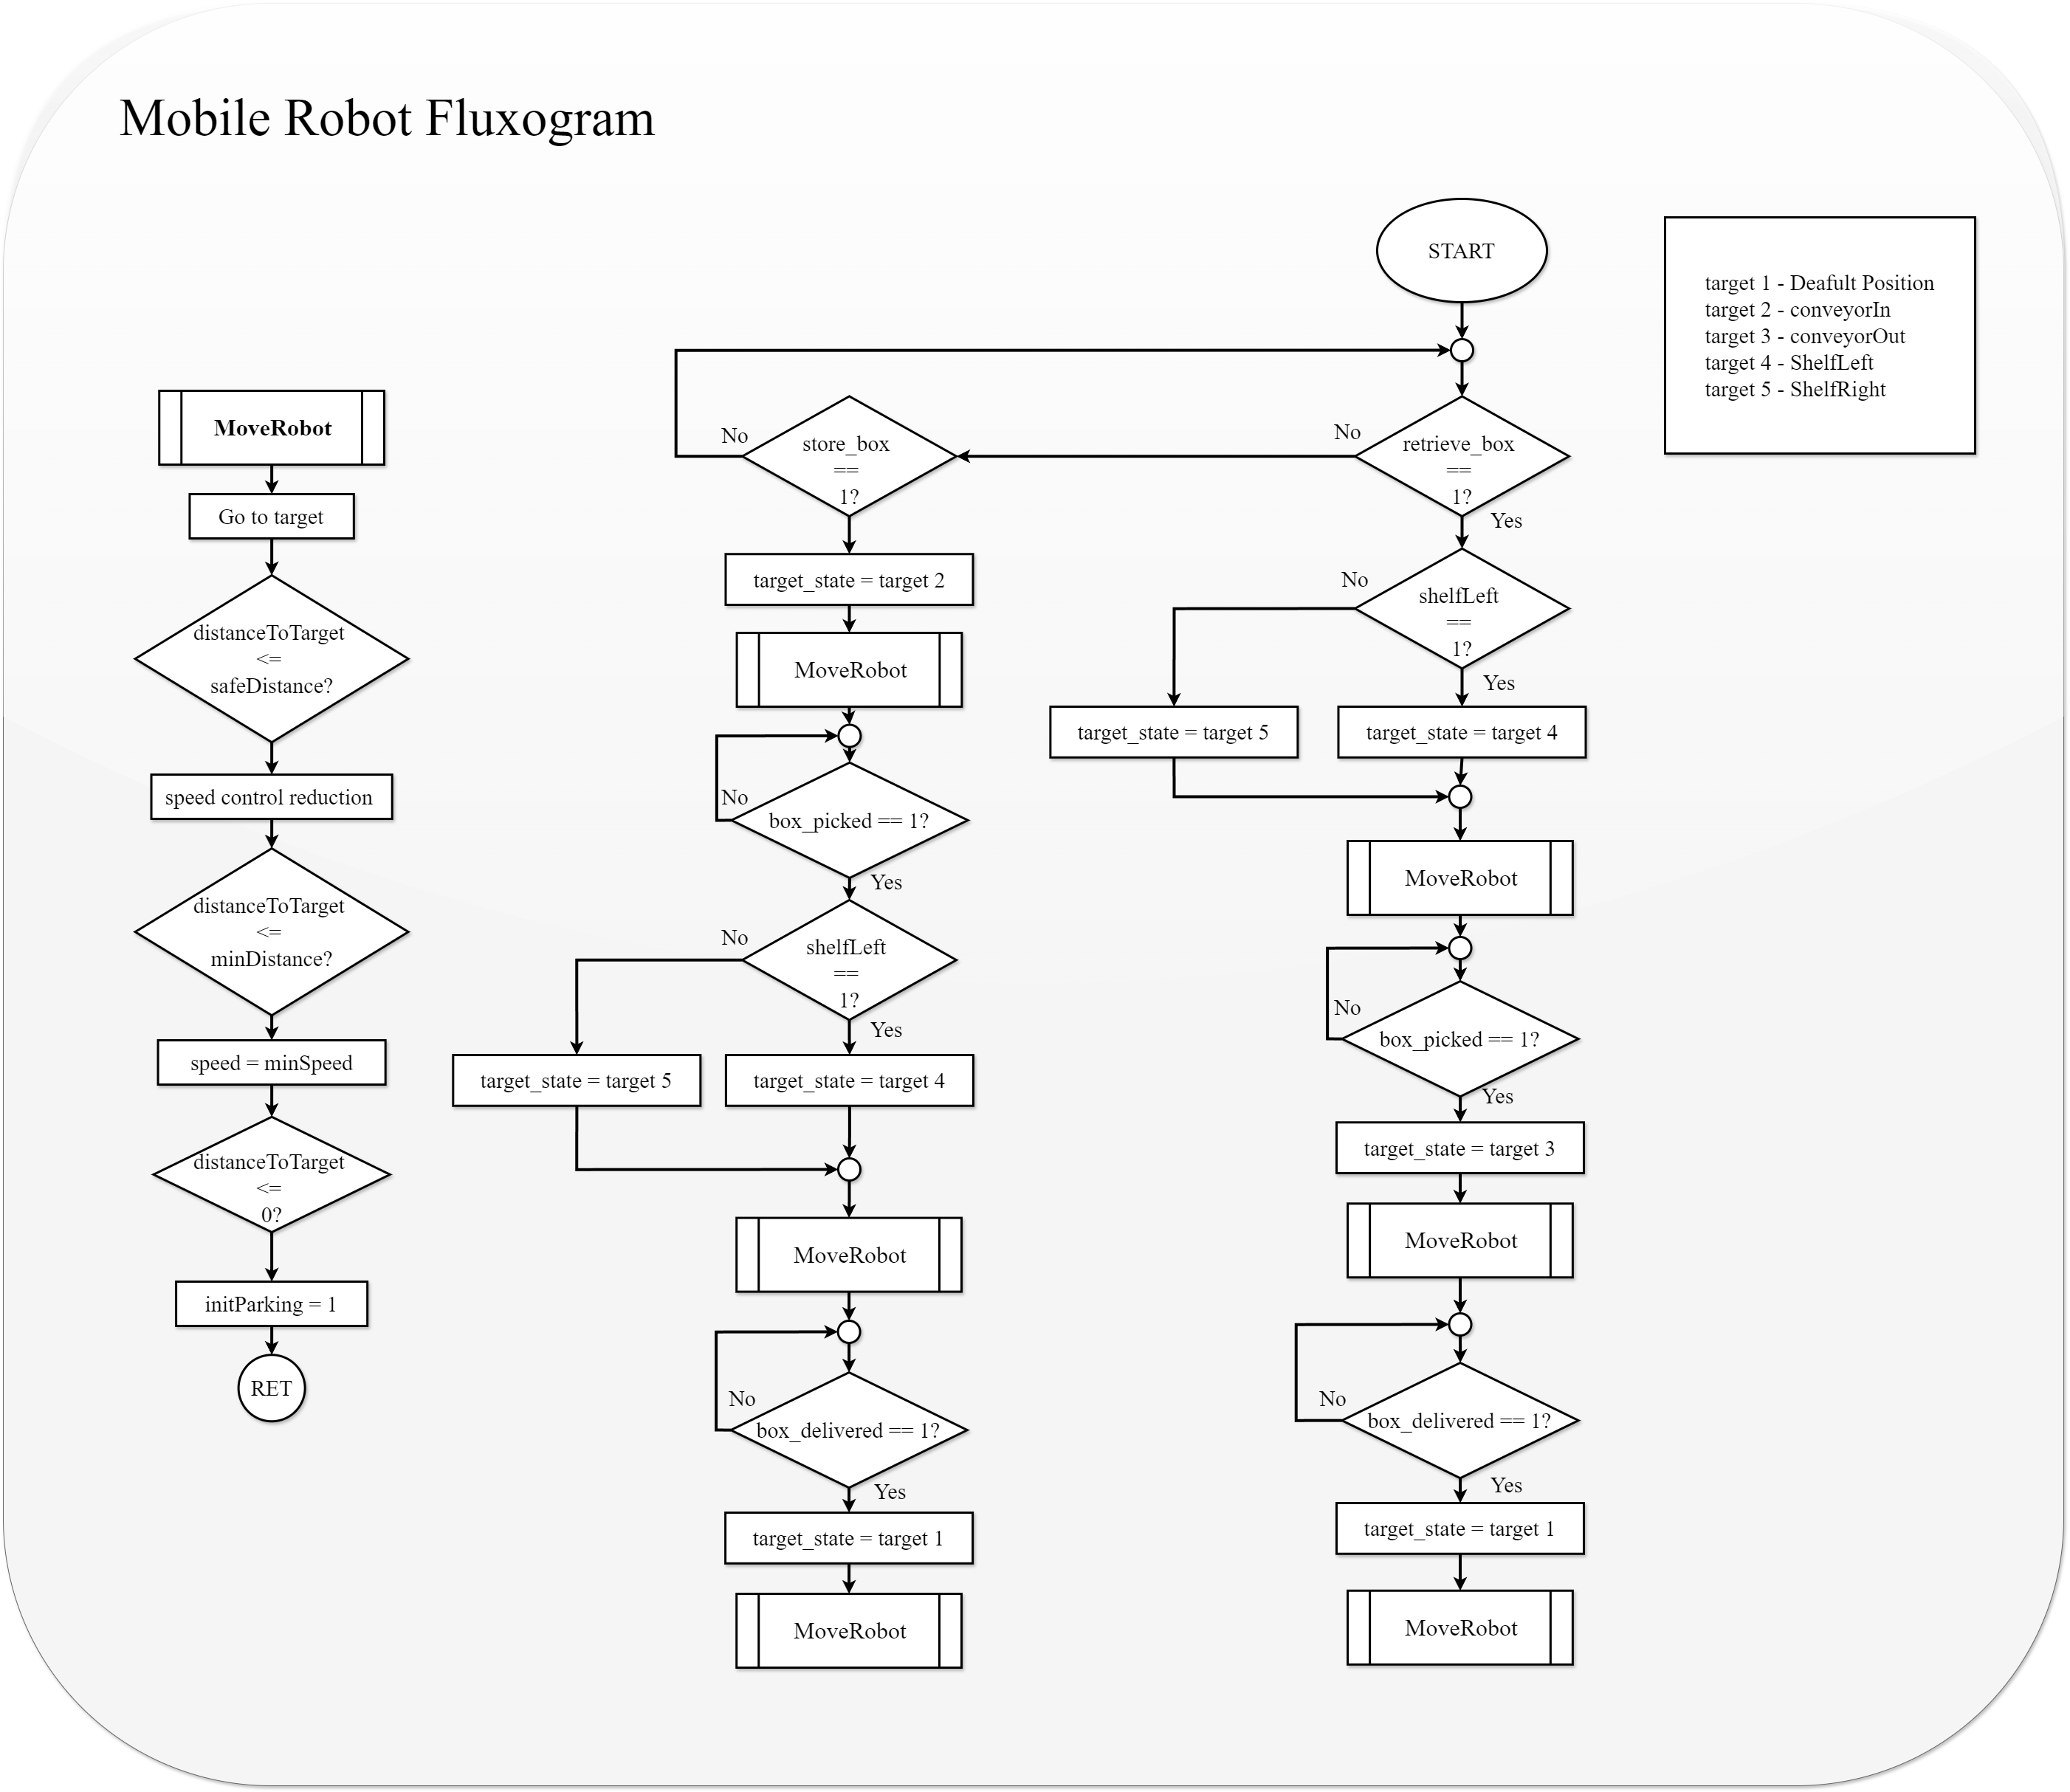 Mobile Robot Fluxogram
START
target 1 - Deafult Position
target 2 - conveyorIn
target 3 - conveyorOut
target 4 - ShelfLeft
target 5 - ShelfRight
MoveRobot
Go to target
distanceToTarget
<=
safeDistance?
speed control reduction
distanceToTarget
<=
minDistance?
speed = minSpeed
distanceToTarget
<=
0?
initParking = 1
RET
No
store_box
==
1?
target_state = target 2
MoveRobot
No
box_picked == 1?
Yes
No
shelfLeft
==
1?
Yes
target_state = target 5
target_state = target 4
MoveRobot
No
box_delivered == 1?
Yes
target_state = target 1
MoveRobot
No
retrieve_box
==
1?
Yes
No
shelfLeft
==
1?
Yes
target_state = target 5
target_state = target 4
MoveRobot
No
box_picked == 1?
Yes
target_state = target 3
MoveRobot
No
box_delivered == 1?
Yes
target_state = target 1
MoveRobot